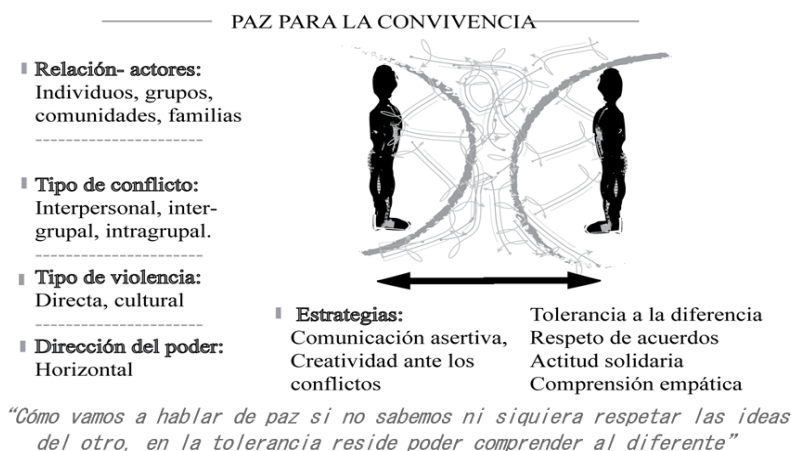 PAZ PARA LA CONVIVENCIA
Relación- actores:
Individuos, grupos,
comunidades, familias
Tipo de conflicto:
Interpersonal, inter-
grupal, intragrupal.
Tipo de violencia:
Directa, cultural
Dirección del poder:
Horizontal
Estrategias:
Comunicación asertiva,
Creatividad ante los
conflictos
Tolerancia a la diferencia
Respeto de acuerdos
Actitud solidaria
Comprensión empática
“Cómo vamos a hablar de paz si no sabemos ni siquiera respetar las ideas
del otro, en la tolerancia reside poder comprender al diferente”